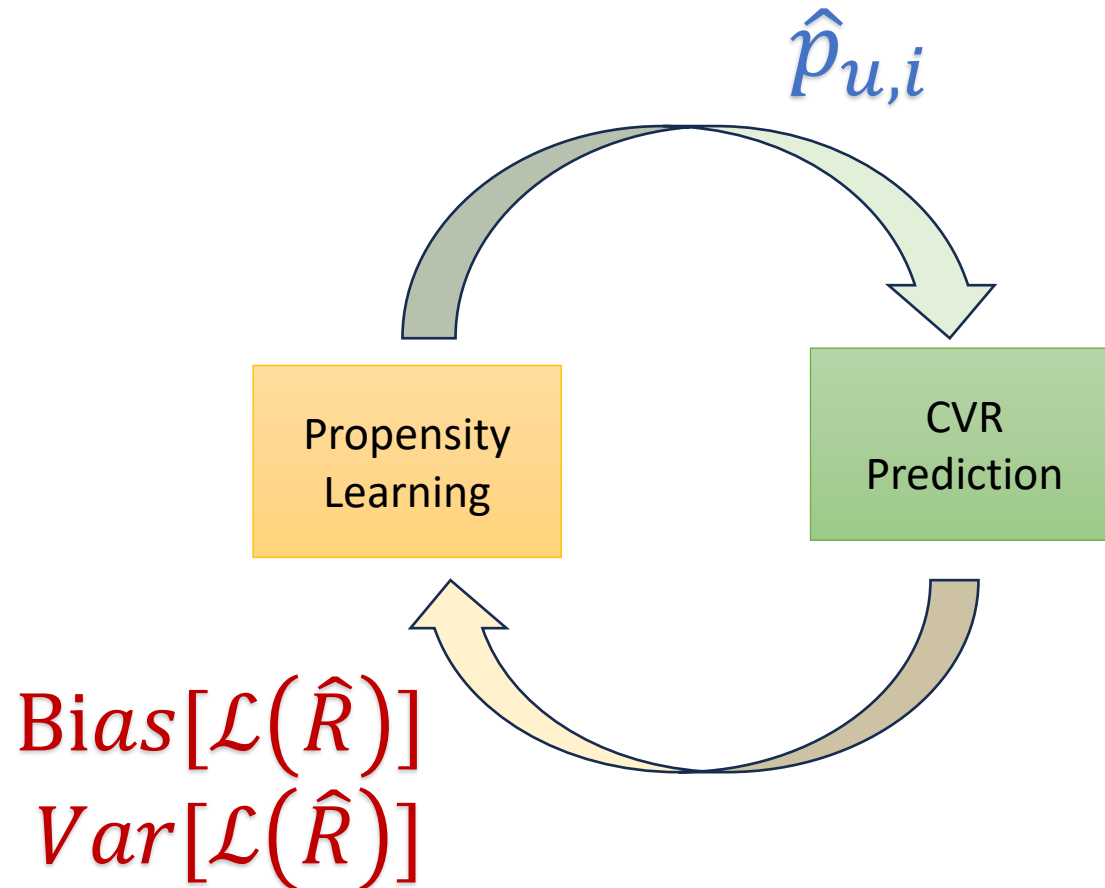 p̂u,i
Propensity
Learning
CVR
Prediction
Bias[ℒ(R̂)]
Var[ℒ(R̂)]